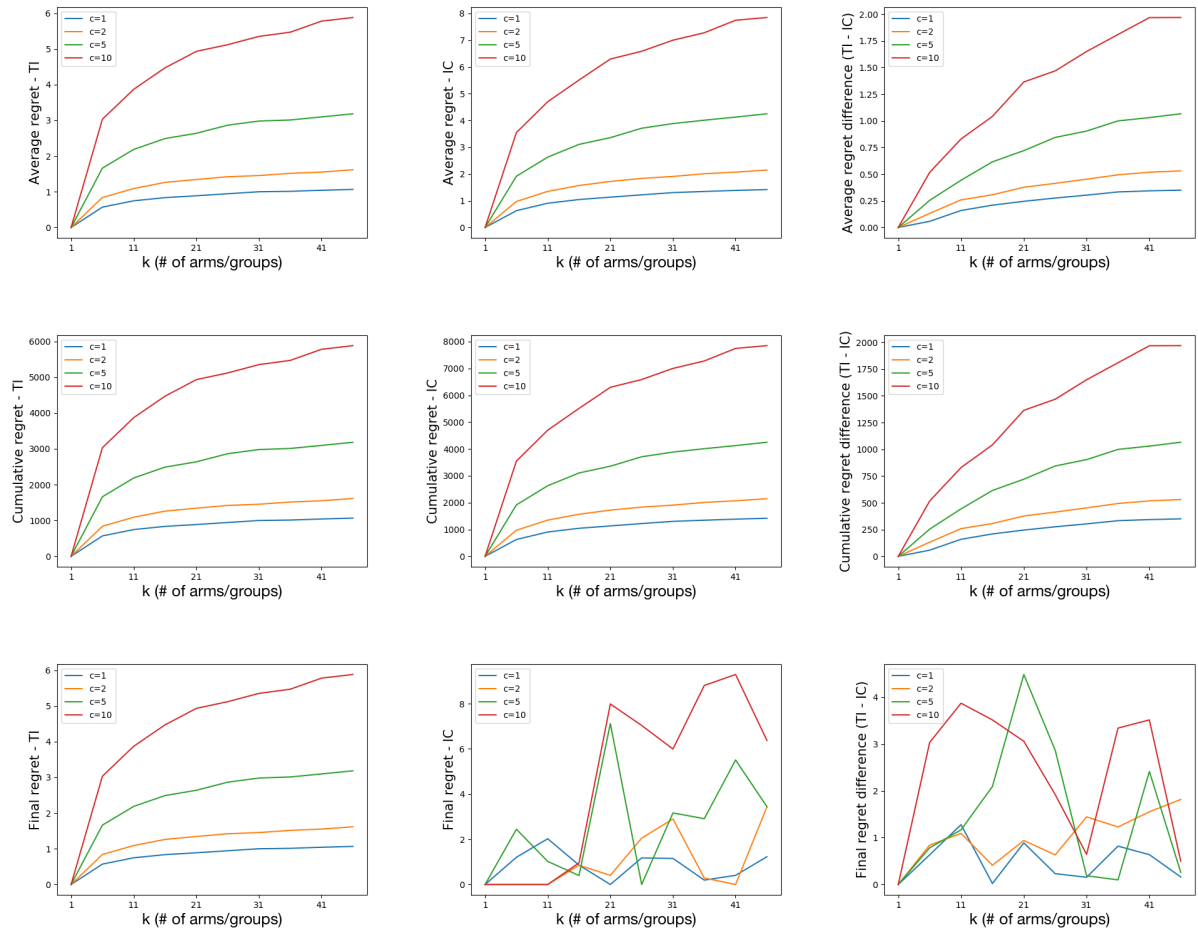 Average regret - TI
6
5
4
3
2
1
0
c=1
c=2
c=5
c=10
1 11 21 31 41
k (# of arms/groups)
Average regret - IC
8
7
6
5
4
3
2
1
0
c=1
c=2
c=5
c=10
1 11 21 31 41
k (# of arms/groups)
Average regret difference (TI - IC)
2.00
1.75
1.50
1.25
1.00
0.75
0.50
0.25
0.00
c=1
c=2
c=5
c=10
1 11 21 31 41
k (# of arms/groups)
Cumulative regret - TI
6000
5000
4000
3000
2000
1000
0
c=1
c=2
c=5
c=10
1 11 21 31 41
k (# of arms/groups)
Cumulative regret - IC
8000
7000
6000
5000
4000
3000
2000
1000
0
c=1
c=2
c=5
c=10
1 11 21 31 41
k (# of arms/groups)
Cumulative regret difference (TI - IC)
2000
1750
1500
1250
1000
750
500
250
0
c=1
c=2
c=5
c=10
1 11 21 31 41
k (# of arms/groups)
Final regret - TI
6
5
4
3
2
1
0
c=1
c=2
c=5
c=10
1 11 21 31 41
k (# of arms/groups)
Final regret - IC
8
6
4
2
0
c=1
c=2
c=5
c=10
1 11 21 31 41
k (# of arms/groups)
Final regret difference (TI - IC)
4
3
2
1
0
c=1
c=2
c=5
c=10
1 11 21 31 41
k (# of arms/groups)